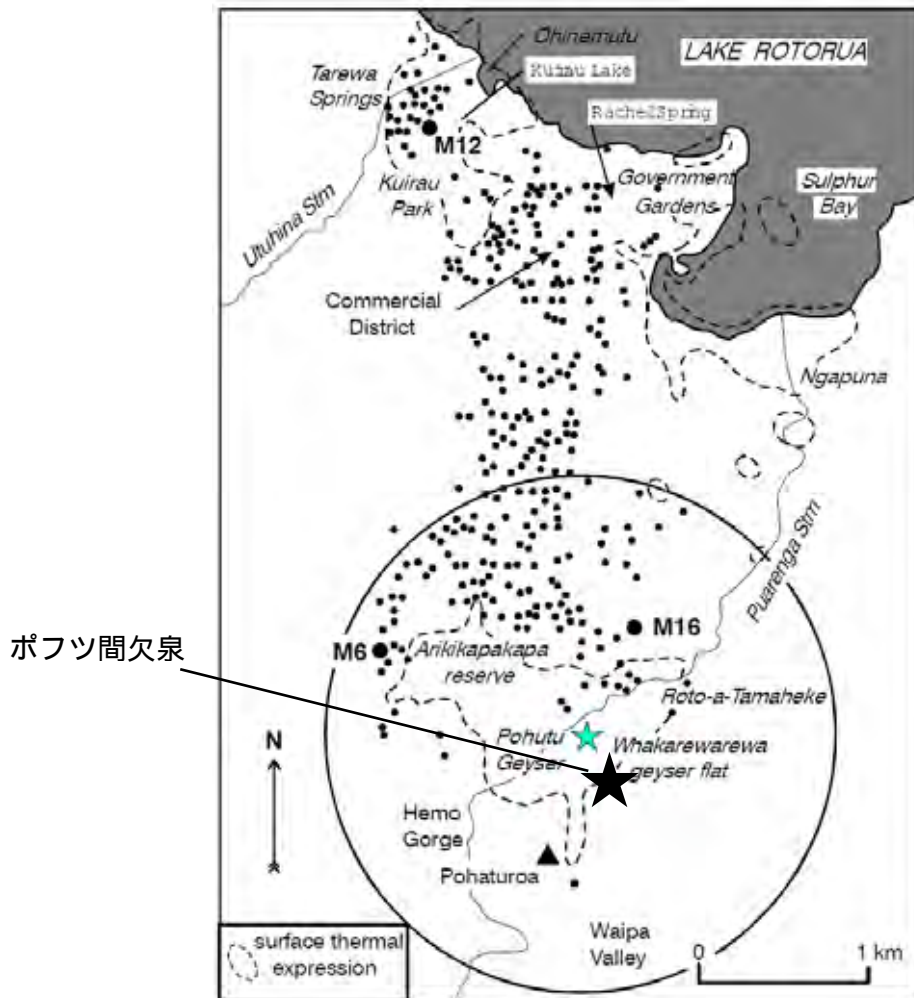 Ohinemutu
LAKE ROTORUA
Tarewa
Springs
Kuirau Lake
Rachel Spring
M12
Government
Gardens
Sulphur
Bay
Kuirau
Park
Utuhina Stm
Commercial
District
Ngapuna
Puarenga Stm
M16
ポフツ間欠泉
M6
Arikikapakapa
reserve
Roto-a-Tamaheke
N
Pohutu
Geyser
Whakarewarewa
geyser flat
Hemo
Gorge
Pohaturoa
surface thermal
expression
Waipa
Valley
0
1 km